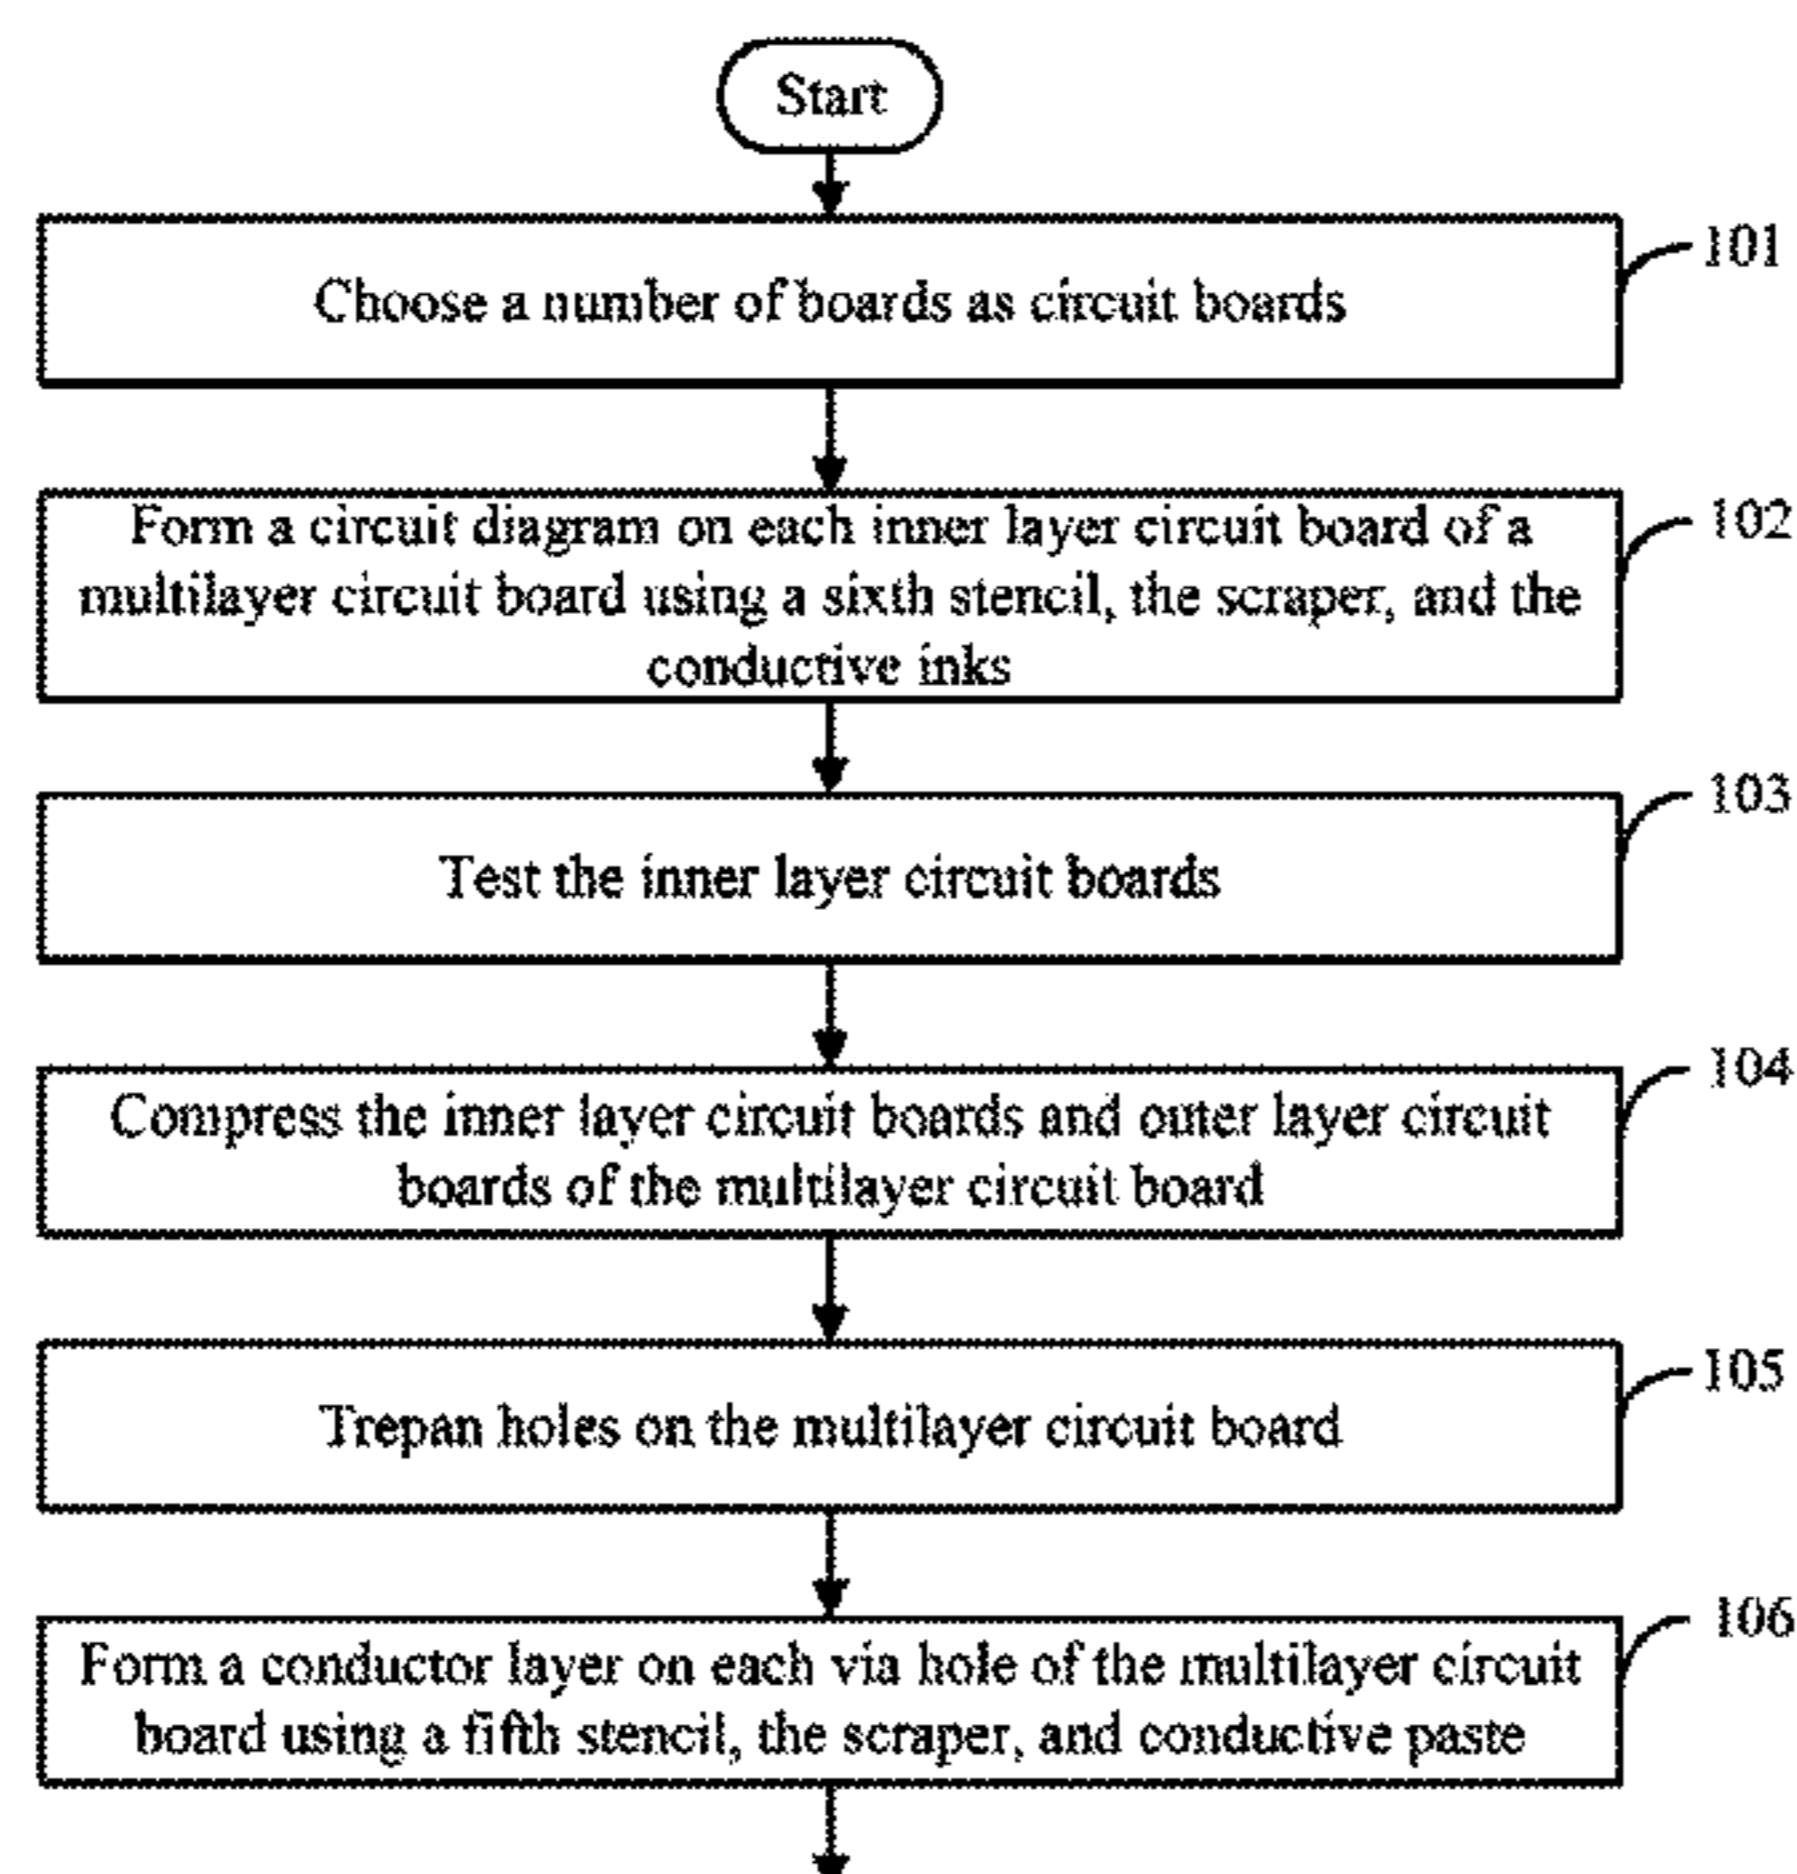 Start
101
Choose a number of boards as circuit boards
102
Form a circuit diagram on each inner layer circuit board of a
multilayer circuit board using a sixth stencil, the scraper, and the
conductive inks
103
Test the inner layer circuit boards
104
Compress the inner layer circuit boards and outer layer circuit
boards of the multilayer circuit board
105
Trepan holes on the multilayer circuit board
106
Form a conductor layer on each via hole of the multilayer circuit
board using a fifth stencil, the scraper, and conductive paste